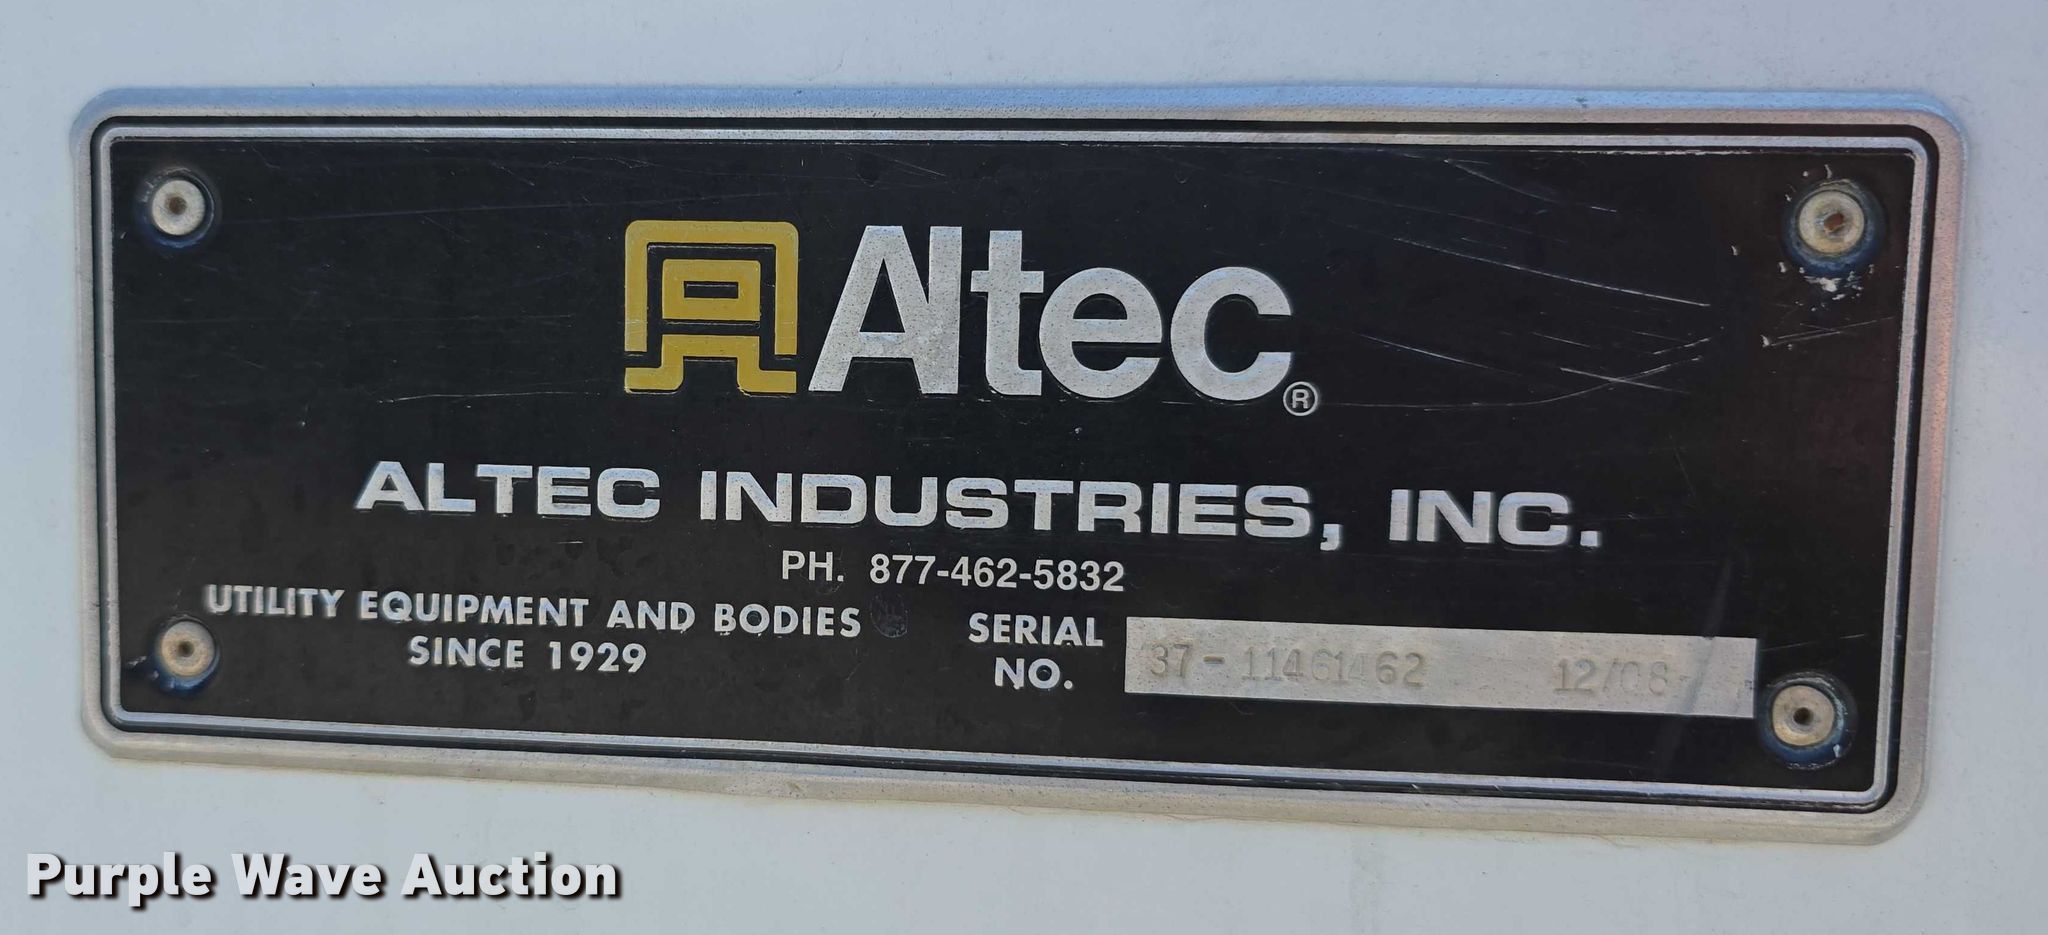 Altec®
ALTEC INDUSTRIES, INC.
PH. 877-462-5832
UTILITY EQUIPMENT AND BODIES
SINCE 1929
SERIAL
NO.
37-11461462 12/08
Purple Wave Auction